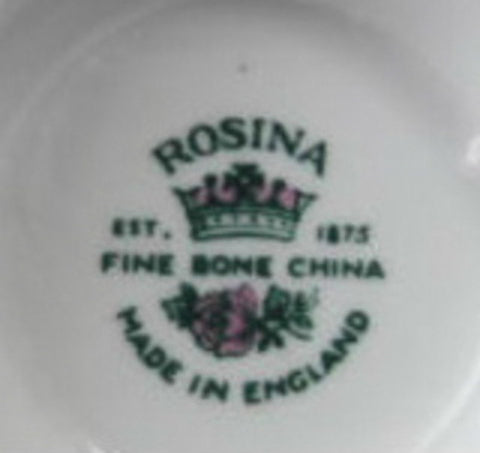 ROSINA
EST. 1875
FINE BONE CHINA
MADE IN ENGLAND